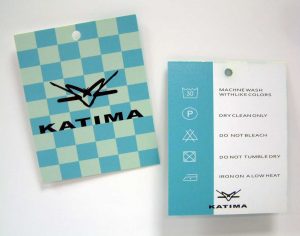 KATIMA
30
MACHNE WASH
WITHLIKE COLORS
P
DRY CLEAN ONLY
DO NOT BLEACH
DO NOT TUMBLE DRY
IRON ON A LOW HEAT
KATIMA